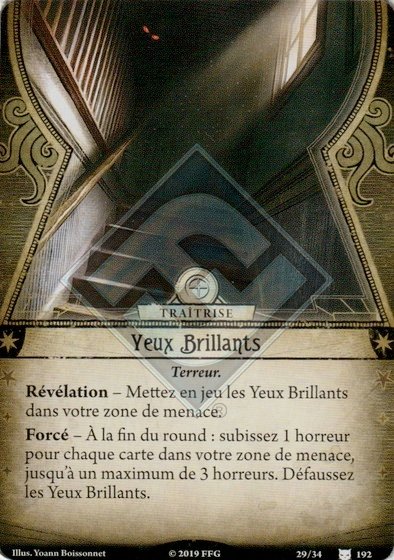 TRAÎTRISE
Yeux Brillants
Terreur.
Révélation – Mettez en jeu les Yeux Brillants
dans votre zone de menace.
Forcé – À la fin du round : subissez 1 horreur
pour chaque carte dans votre zone de menace,
jusqu'à un maximum de 3 horreurs. Défaussez
les Yeux Brillants.
Illus. Yoann Boissonnet © 2019 FFG 29/34 192